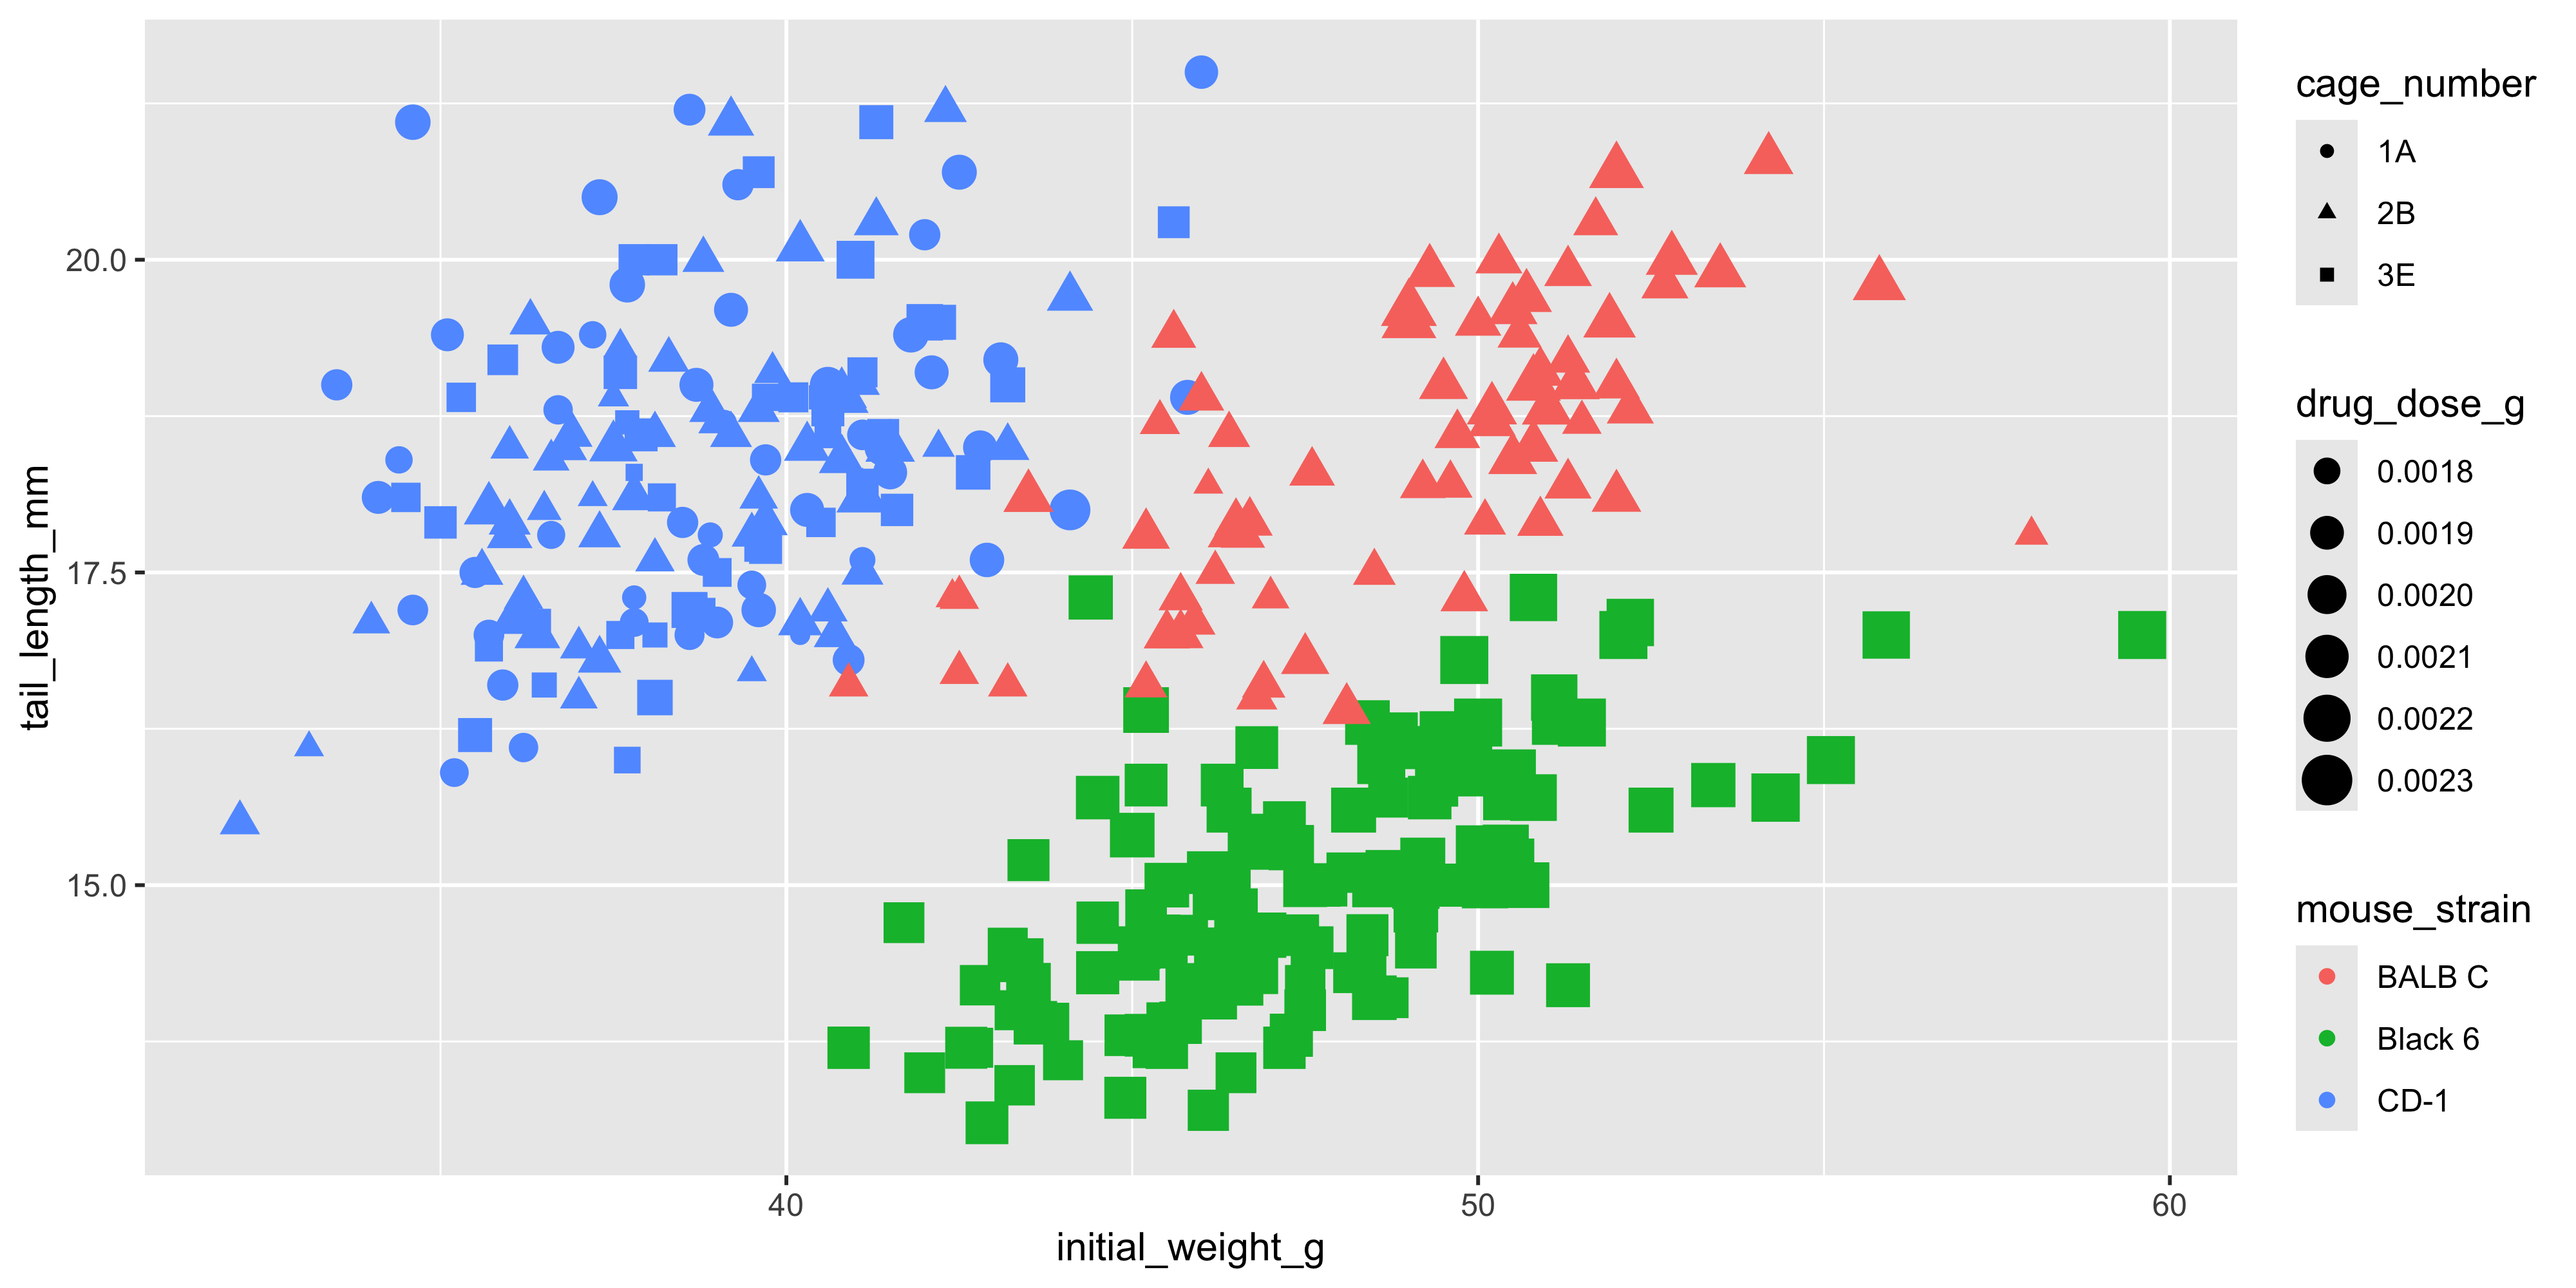 20.0
17.5
15.0
tail_length_mm
40
50
60
initial_weight_g
cage_number
1A
2B
3E
drug_dose_g
0.0018
0.0019
0.0020
0.0021
0.0022
0.0023
mouse_strain
BALB C
Black 6
CD-1